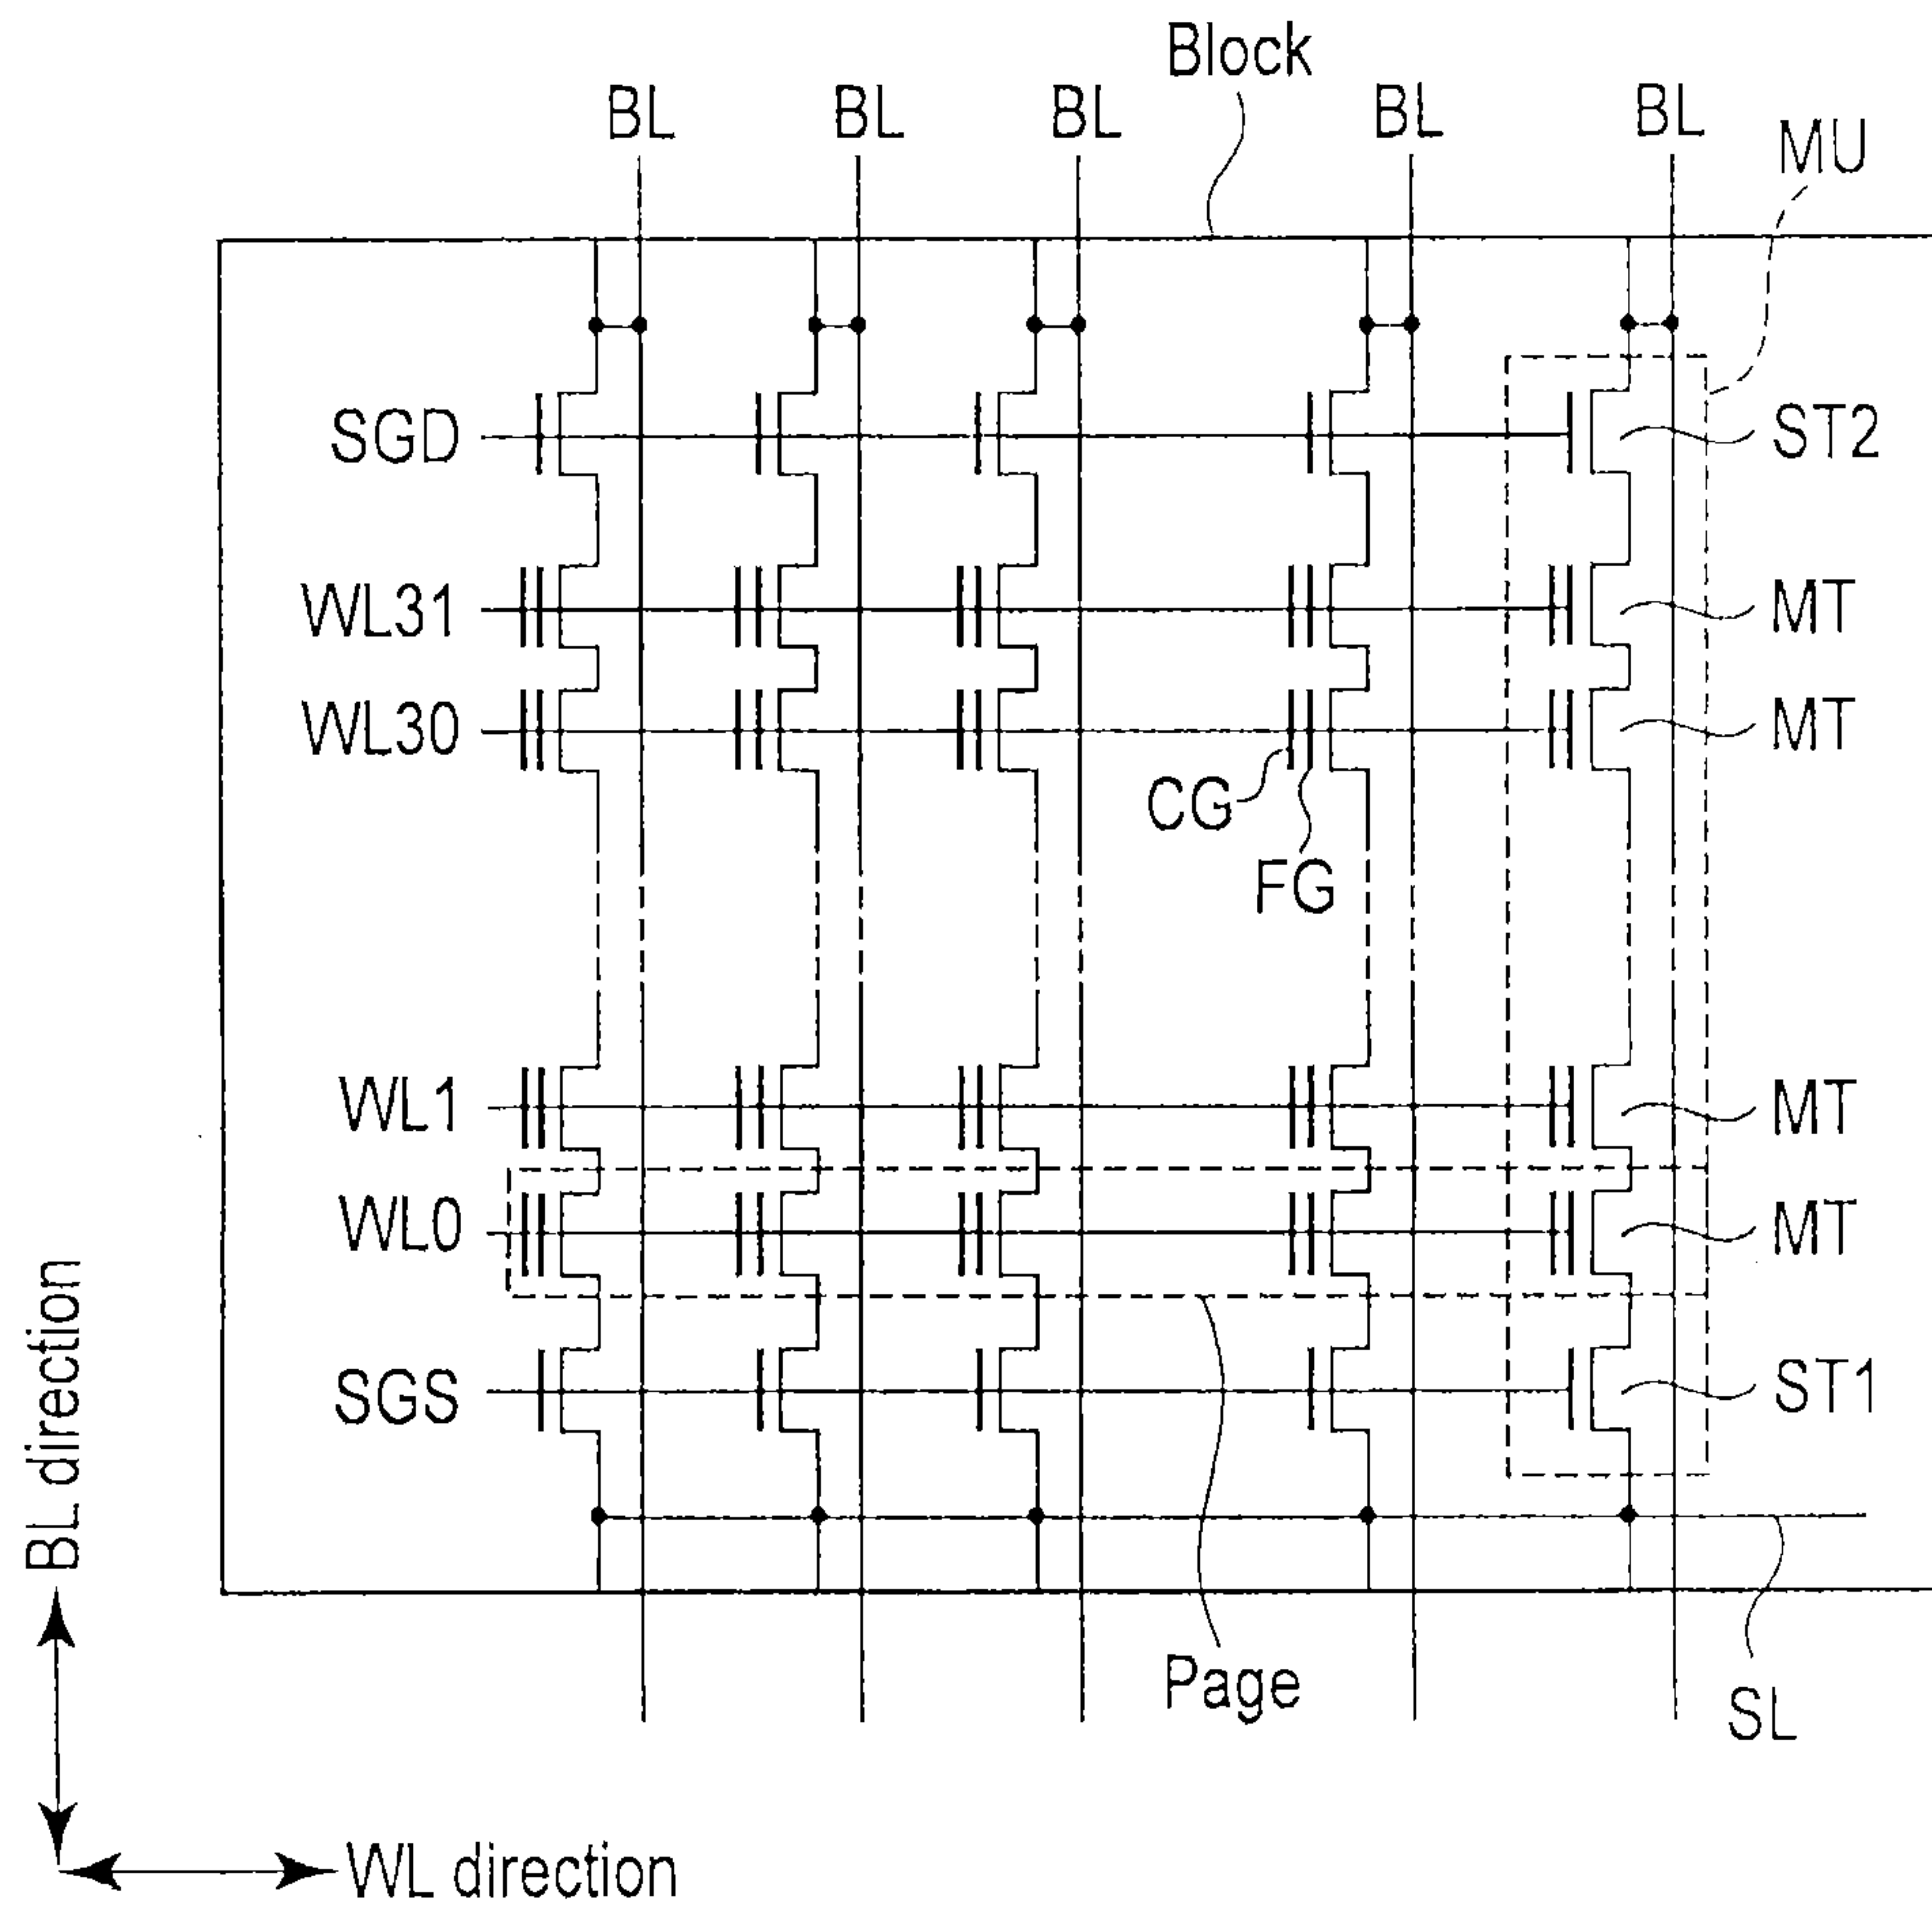 Block
BL BL BL BL BL
MU
SGD ST2
WL31 MT
WL30 MT
CG
FG
WL1 MT
WL0 MT
SGS ST1
BL direction
Page
SL
WL direction